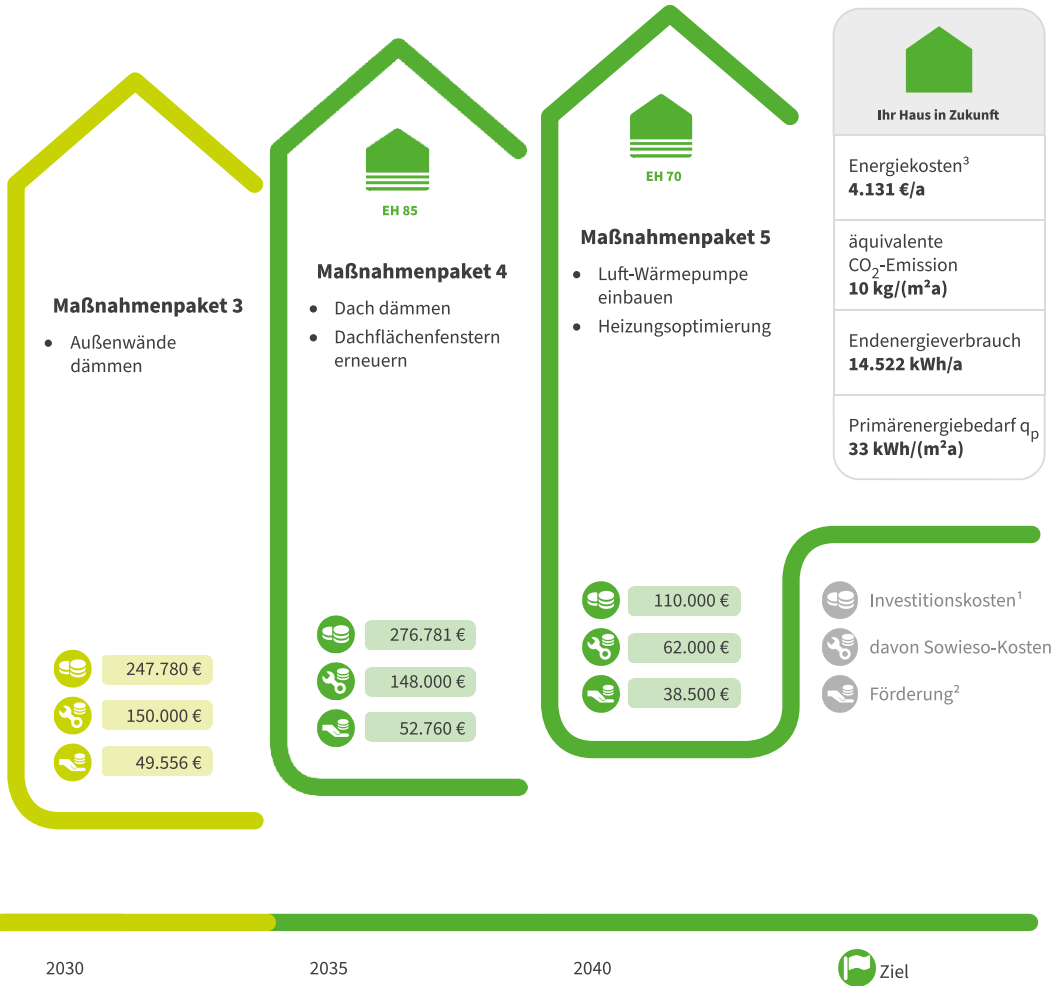 Maßnahmenpaket 3
• Außenwände
dämmen
247.780 €
150.000 €
49.556 €
EH 85
Maßnahmenpaket 4
• Dach dämmen
• Dachflächenfenstern
erneuern
276.781 €
148.000 €
52.760 €
EH 70
Maßnahmenpaket 5
• Luft-Wärmepumpe
einbauen
• Heizungsoptimierung
110.000 €
62.000 €
38.500 €
Ihr Haus in Zukunft
Energiekosten³
4.131 €/a
äquivalente
CO₂-Emission
10 kg/(m²a)
Endenergieverbrauch
14.522 kWh/a
Primärenergiebedarf qₚ
33 kWh/(m²a)
Investitionskosten¹
davon Sowieso-Kosten
Förderung²
2030
2035
2040
Ziel